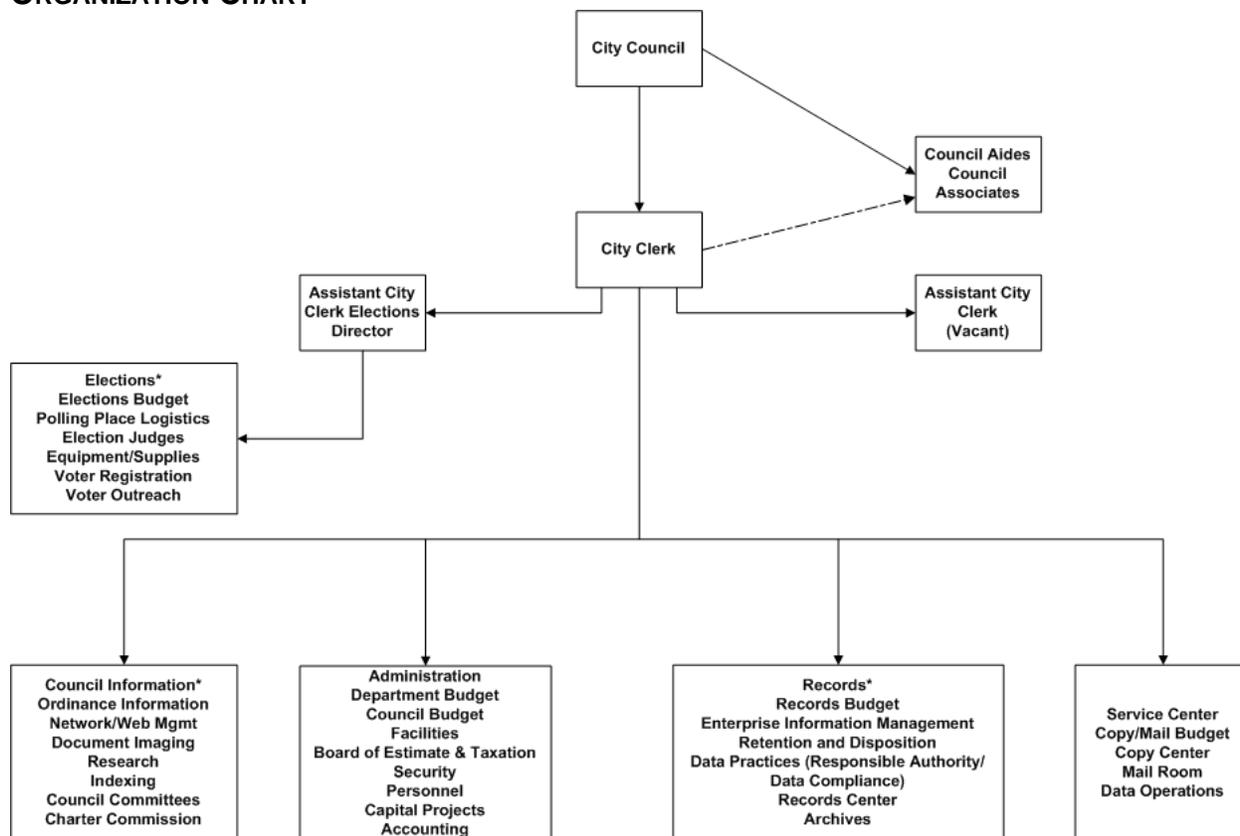 ORGANIZATION CHART
City Council
Council Aides
Council
Associates
City Clerk
Assistant City
Clerk Elections
Director
Assistant City
Clerk
(Vacant)
Elections*
Elections Budget
Polling Place Logistics
Election Judges
Equipment/Supplies
Voter Registration
Voter Outreach
Council Information*
Ordinance Information
Network/Web Mgmt
Document Imaging
Research
Indexing
Council Committees
Charter Commission
Administration
Department Budget
Council Budget
Facilities
Board of Estimate & Taxation
Security
Personnel
Capital Projects
Accounting
Records*
Records Budget
Enterprise Information Management
Retention and Disposition
Data Practices (Responsible Authority/
Data Compliance)
Records Center
Archives
Service Center
Copy/Mail Budget
Copy Center
Mail Room
Data Operations